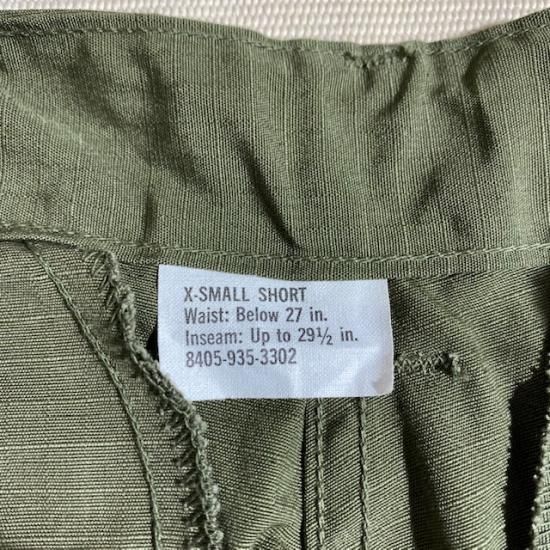 X-SMALL SHORT
Waist: Below 27 in.
Inseam: Up to 29½ in.
8405-935-3302